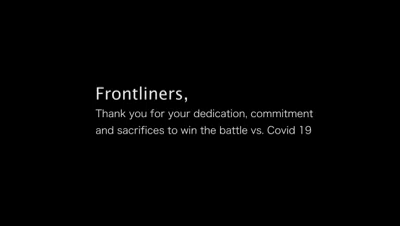 Frontliners,
Thank you for your dedication, commitment
and sacrifices to win the battle vs. Covid 19